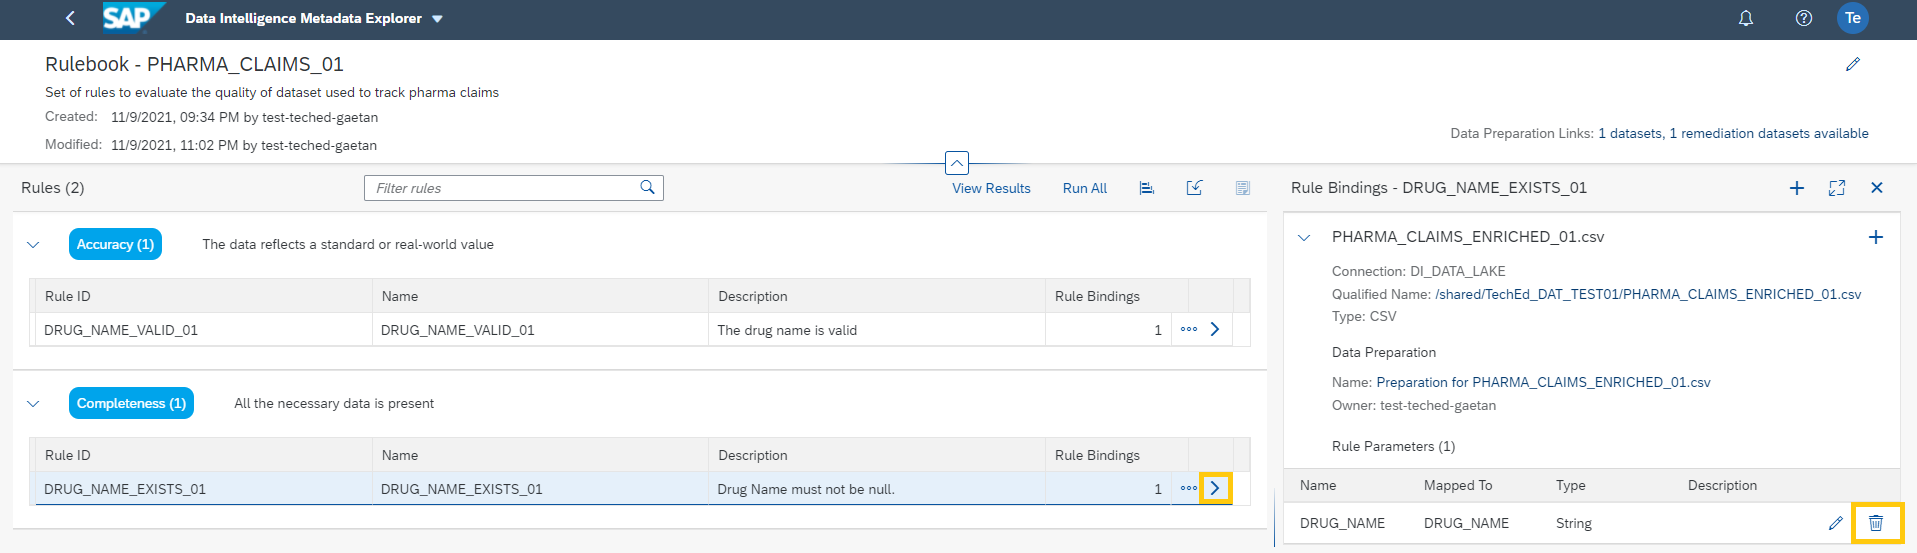 SAP Data Intelligence Metadata Explorer Te
Rulebook - PHARMA_CLAIMS_01
Set of rules to evaluate the quality of dataset used to track pharma claims
Created: 11/9/2021, 09:34 PM by test-teched-gaetan
Modified: 11/9/2021, 11:02 PM by test-teched-gaetan
Data Preparation Links: 1 datasets, 1 remediation datasets available
Rules (2) Filter rules View Results Run All
Accuracy (1) The data reflects a standard or real-world value
Rule ID Name Description Rule Bindings
DRUG_NAME_VALID_01 DRUG_NAME_VALID_01 The drug name is valid 1
Completeness (1) All the necessary data is present
Rule ID Name Description Rule Bindings
DRUG_NAME_EXISTS_01 DRUG_NAME_EXISTS_01 Drug Name must not be null. 1
Rule Bindings - DRUG_NAME_EXISTS_01
PHARMA_CLAIMS_ENRICHED_01.csv
Connection: DI_DATA_LAKE
Qualified Name: /shared/TechEd_DAT_TEST01/PHARMA_CLAIMS_ENRICHED_01.csv
Type: CSV
Data Preparation
Name: Preparation for PHARMA_CLAIMS_ENRICHED_01.csv
Owner: test-teched-gaetan
Rule Parameters (1)
Name Mapped To Type Description
DRUG_NAME DRUG_NAME String